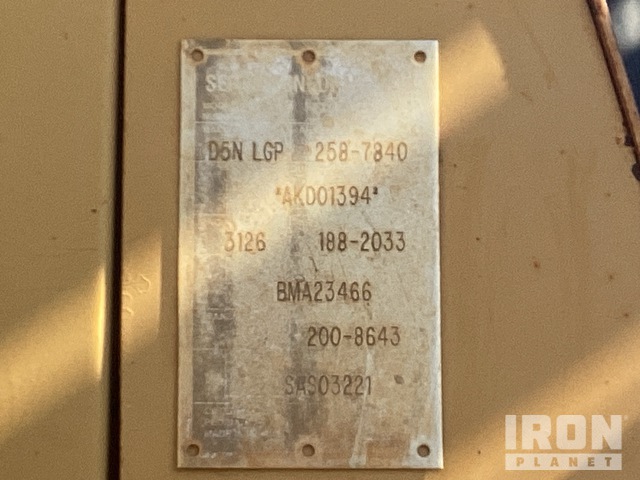 D5N LGP 258-7840
*AKD01394*
3126 188-2033
BMA23466
200-8643
SAS03221
IRON
PLANET